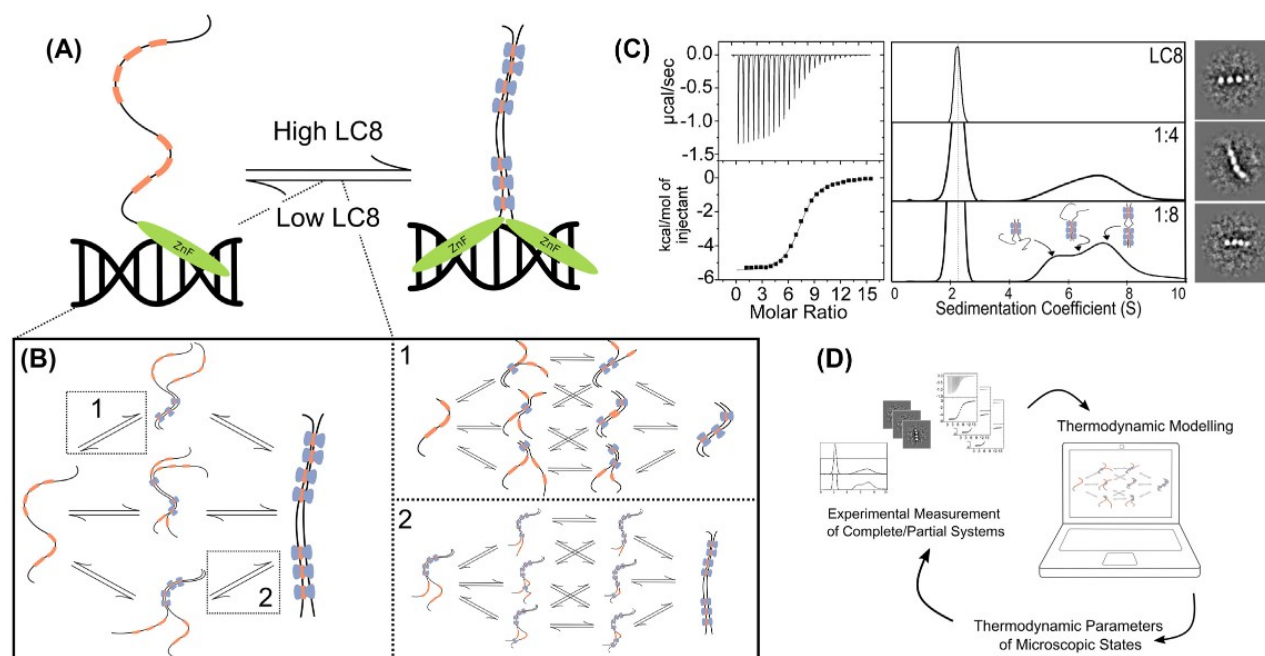 (A)
High LC8
Low LC8
ZnF
ZnF
ZnF
(B)
1
2
1
2
(C)
μcal/sec
0.0
-0.5
-1.0
-1.5
kcal/mol of
injectant
0
-2
-4
-6
0 3 6 9 12 15
Molar Ratio
LC8
1:4
1:8
0 2 4 6 8 10
Sedimentation Coefficient (S)
(D)
Thermodynamic Modelling
Experimental Measurement
of Complete/Partial Systems
Thermodynamic Parameters
of Microscopic States